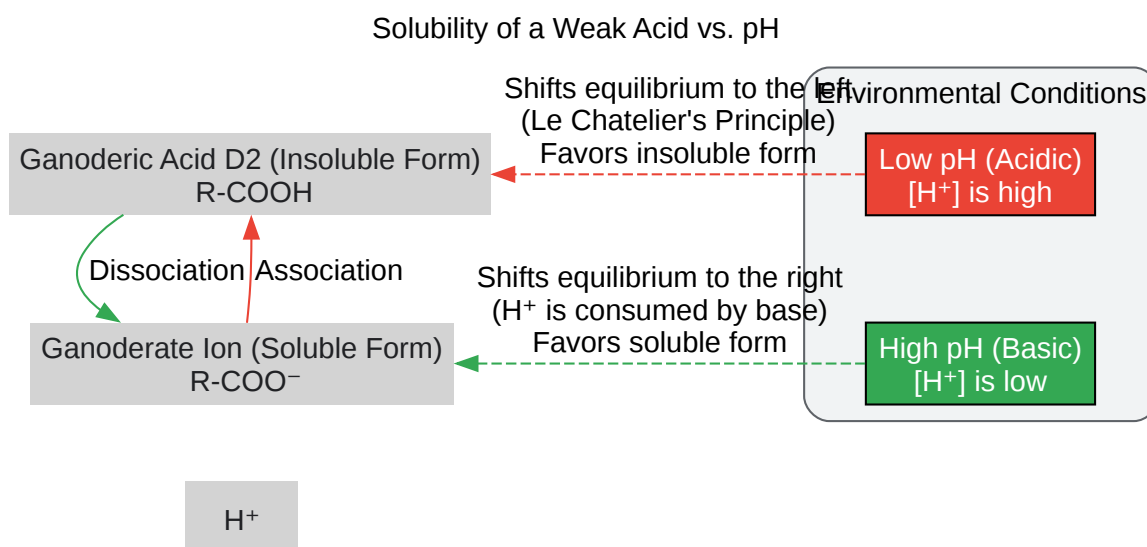 Solubility of a Weak Acid vs. pH
Shifts equilibrium to the left
(Le Chatelier's Principle)
Favors insoluble form
Environmental Conditions
Ganoderic Acid D2 (Insoluble Form)
R-COOH
Low pH (Acidic)
[H⁺] is high
Dissociation
Association
Shifts equilibrium to the right
(H⁺ is consumed by base)
Favors soluble form
Ganoderate Ion (Soluble Form)
R-COO⁻
High pH (Basic)
[H⁺] is low
H⁺